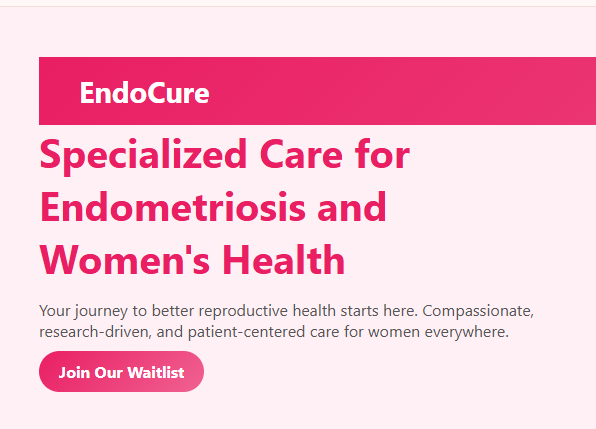 EndoCure
Specialized Care for
Endometriosis and
Women's Health
Your journey to better reproductive health starts here. Compassionate,
research-driven, and patient-centered care for women everywhere.
Join Our Waitlist